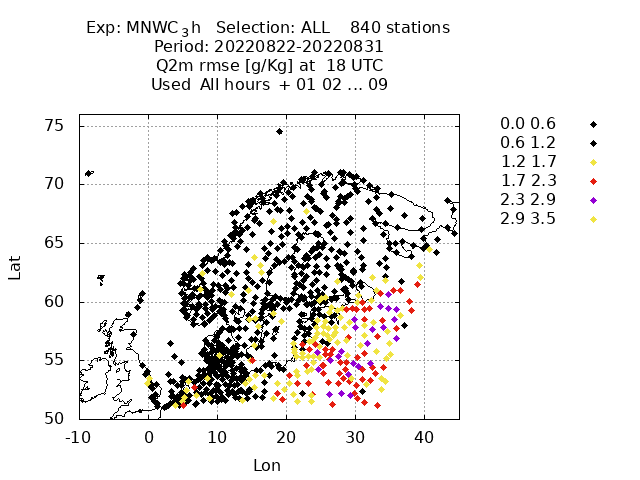 Exp: MNWC_3h Selection: ALL 840 stations
Period: 20220822-20220831
Q2m rmse [g/Kg] at 18 UTC
Used All hours + 01 02 ... 09
0.0 0.6
0.6 1.2
1.2 1.7
1.7 2.3
2.3 2.9
2.9 3.5
75
70
65
60
55
50
Lat
-10 0 10 20 30 40
Lon